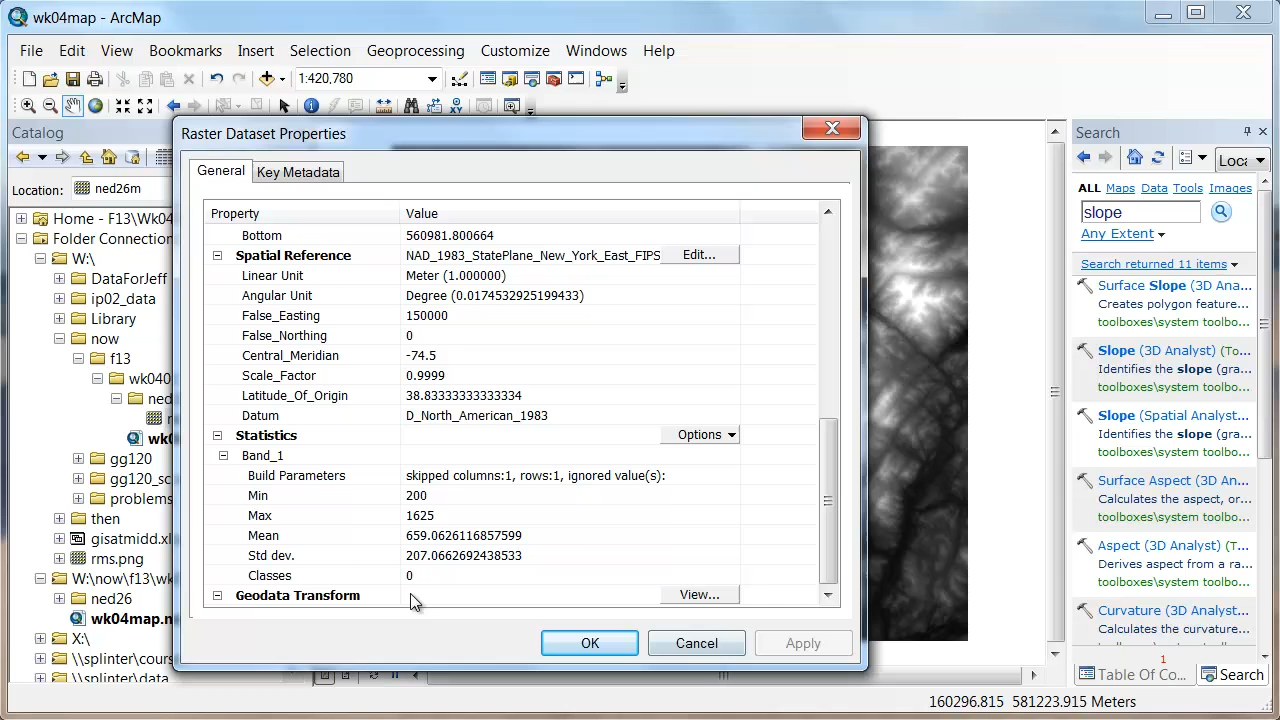 wk04map - ArcMap
File Edit View Bookmarks Insert Selection Geoprocessing Customize Windows Help
1:420,780
Catalog
Location: ned26m
Home - F13\Wk04
Folder Connection
W:\
DataForJeff
ip02_data
Library
now
f13
wk040
ned
wk0
gg120
gg120_sc
problems
then
gisatmidd.xl
rms.png
W:\now\f13\wk
ned26
wk04map.n
X:\
\\splinter\cours
\\splinter\data
Raster Dataset Properties
General Key Metadata
Property Value
Bottom 560981.800664
Spatial Reference NAD_1983_StatePlane_New_York_East_FIPS Edit...
Linear Unit Meter (1.000000)
Angular Unit Degree (0.0174532925199433)
False_Easting 150000
False_Northing 0
Central_Meridian -74.5
Scale_Factor 0.9999
Latitude_Of_Origin 38.83333333333334
Datum D_North_American_1983
Statistics Options
Band_1
Build Parameters skipped columns:1, rows:1, ignored value(s):
Min 200
Max 1625
Mean 659.0626116857599
Std dev. 207.0662692438533
Classes 0
Geodata Transform View...
OK Cancel Apply
Search
Loca
ALL Maps Data Tools Images
slope
Any Extent
Search returned 11 items
Surface Slope (3D Ana...
Creates polygon feature...
toolboxes\system toolbo...
Slope (3D Analyst) (To...
Identifies the slope (gra...
toolboxes\system toolbo...
Slope (Spatial Analyst...
Identifies the slope (gra...
toolboxes\system toolbo...
Surface Aspect (3D An...
Calculates the aspect, or...
toolboxes\system toolbo...
Aspect (3D Analyst) (T...
Derives aspect from a ra...
toolboxes\system toolbo...
Curvature (3D Analyst...
Calculates the curvature...
toolboxes\system toolbo...
1
Table Of Co... Search
160296.815 581223.915 Meters